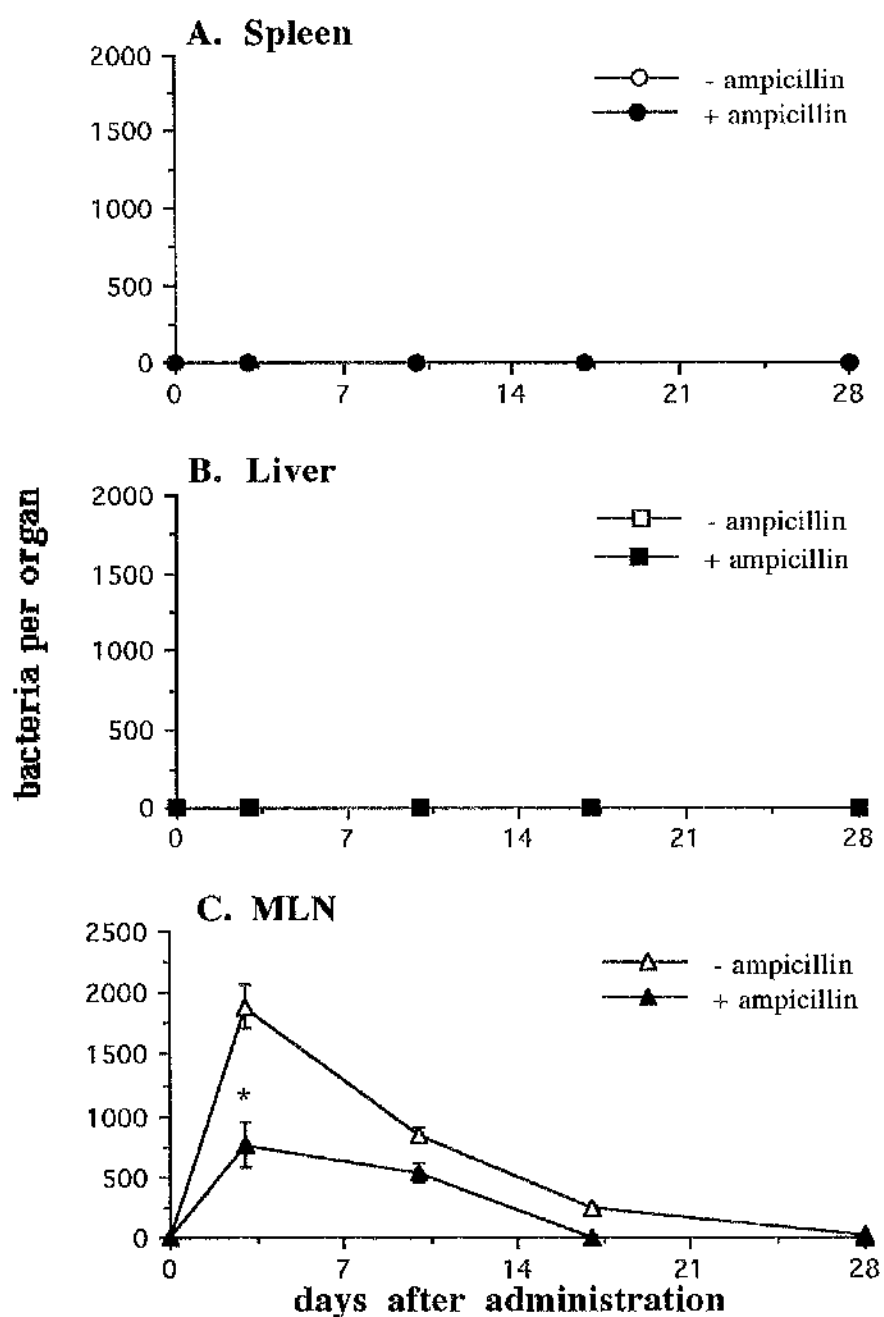 A. Spleen
2000
1750
1000
500
0
- ampicillin
+ ampicillin
0 7 14 21 28
B. Liver
2000
1500
1000
500
0
- ampicillin
+ ampicillin
0 7 14 21 28
bacteria per organ
C. MLN
2500
2000
1500
1000
500
0
- ampicillin
+ ampicillin
*
0 7 14 21 28
days after administration